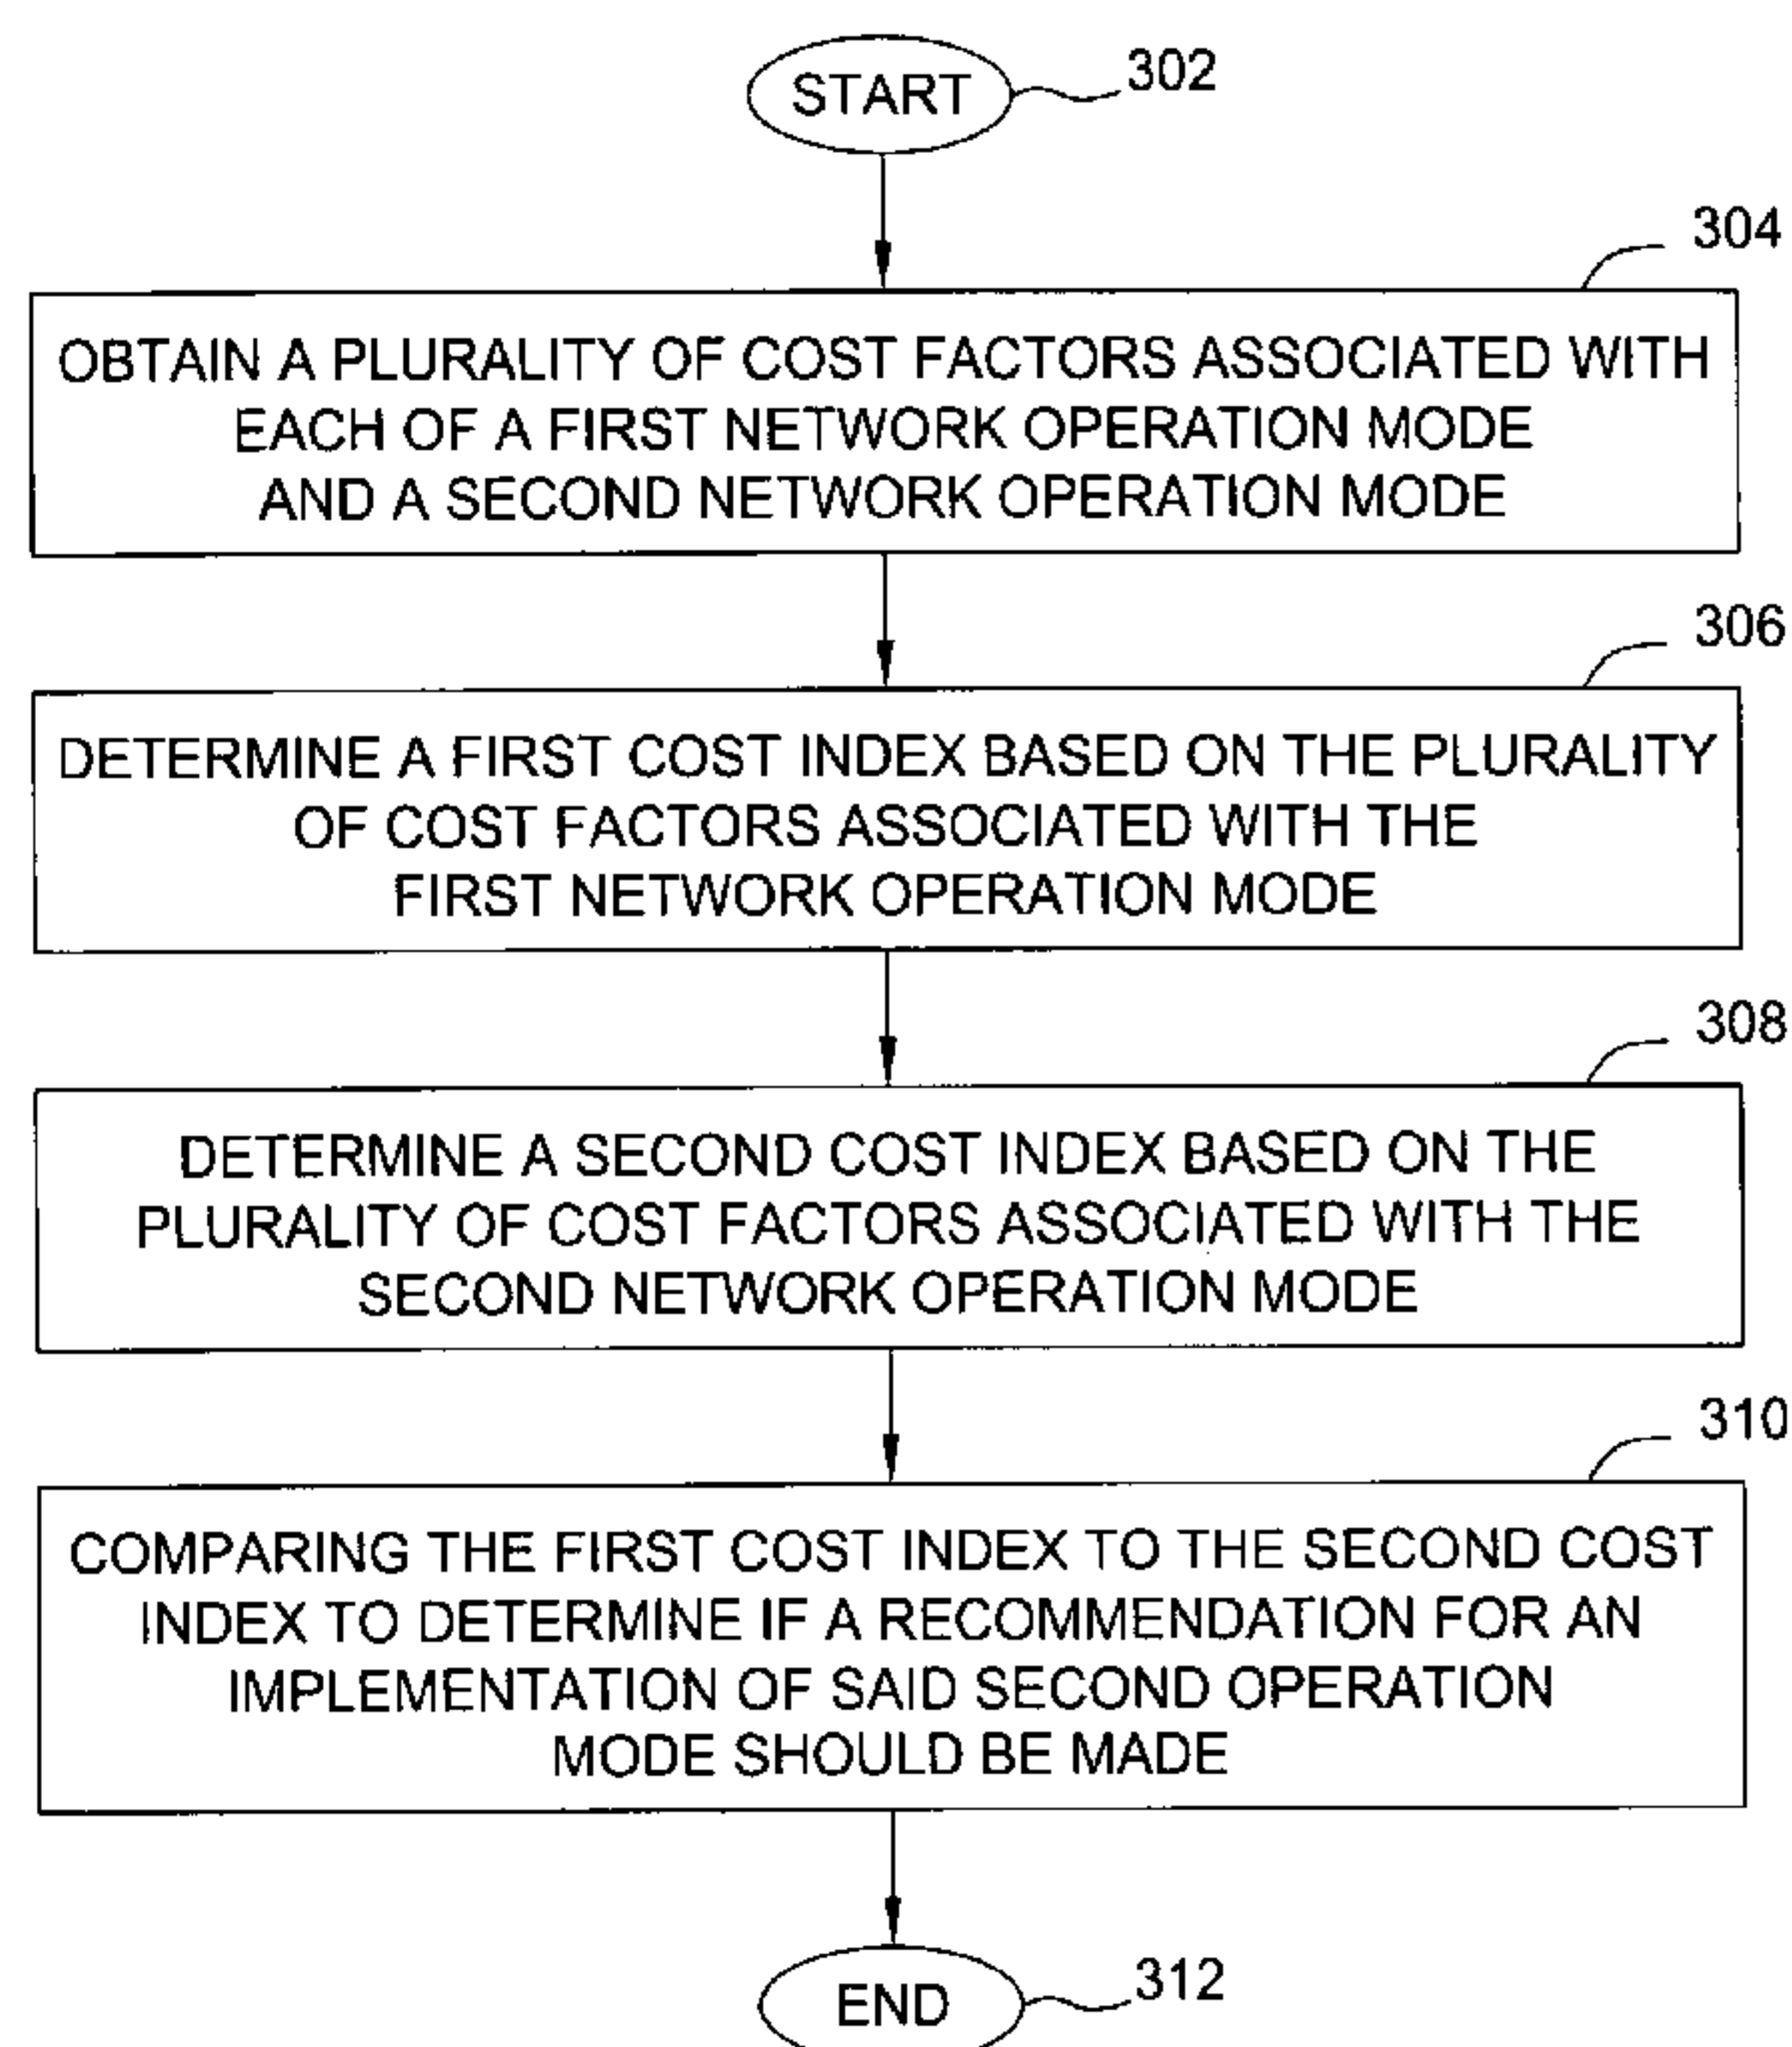 START
302
304
OBTAIN A PLURALITY OF COST FACTORS ASSOCIATED WITH
EACH OF A FIRST NETWORK OPERATION MODE
AND A SECOND NETWORK OPERATION MODE
306
DETERMINE A FIRST COST INDEX BASED ON THE PLURALITY
OF COST FACTORS ASSOCIATED WITH THE
FIRST NETWORK OPERATION MODE
308
DETERMINE A SECOND COST INDEX BASED ON THE
PLURALITY OF COST FACTORS ASSOCIATED WITH THE
SECOND NETWORK OPERATION MODE
310
COMPARING THE FIRST COST INDEX TO THE SECOND COST
INDEX TO DETERMINE IF A RECOMMENDATION FOR AN
IMPLEMENTATION OF SAID SECOND OPERATION
MODE SHOULD BE MADE
END
312